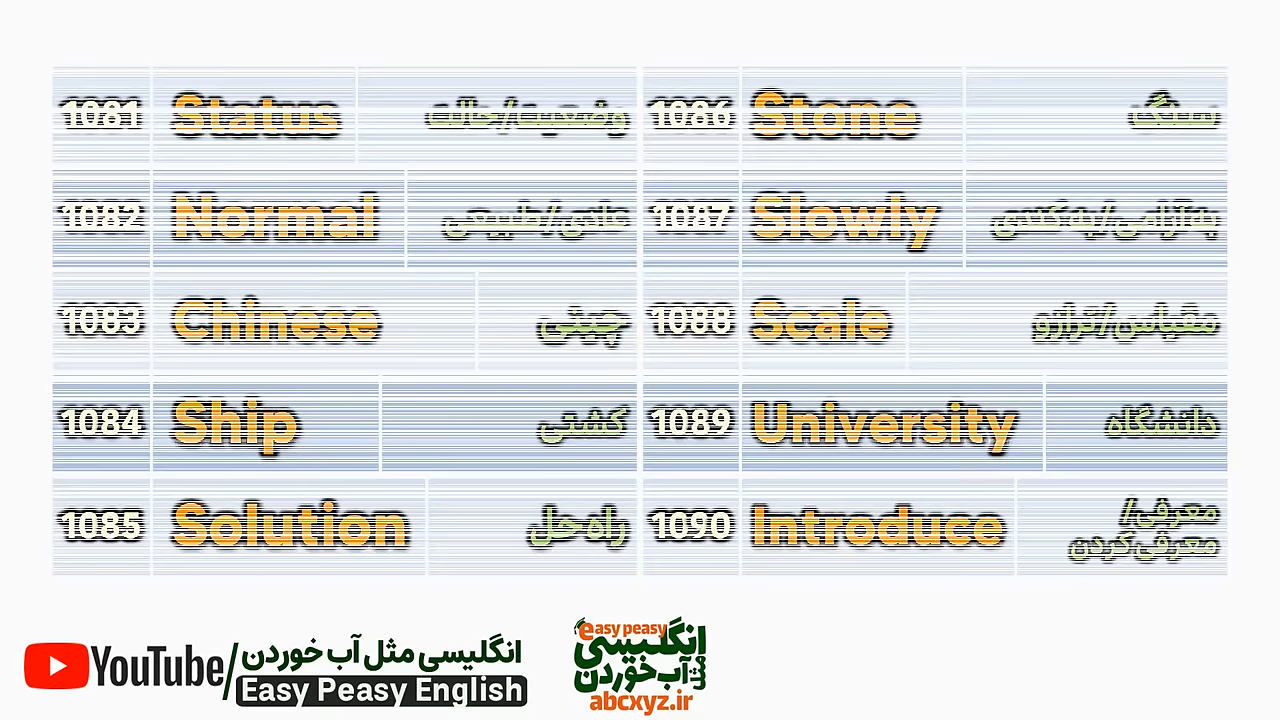 1081 Status وضعیت/حالت
1082 Normal عادی/طبیعی
1083 Chinese چینی
1084 Ship کشتی
1085 Solution راه‌حل
1086 Stone سنگ
1087 Slowly به‌آرامی/به‌کندی
1088 Scale مقیاس/ترازو
1089 University دانشگاه
1090 Introduce معرفی/
معرفی کردن
YouTube/انگلیسی مثل آب خوردن
Easy Peasy English
easy peasy
انگلیسی
مثل آب خوردن
abcxyz.ir